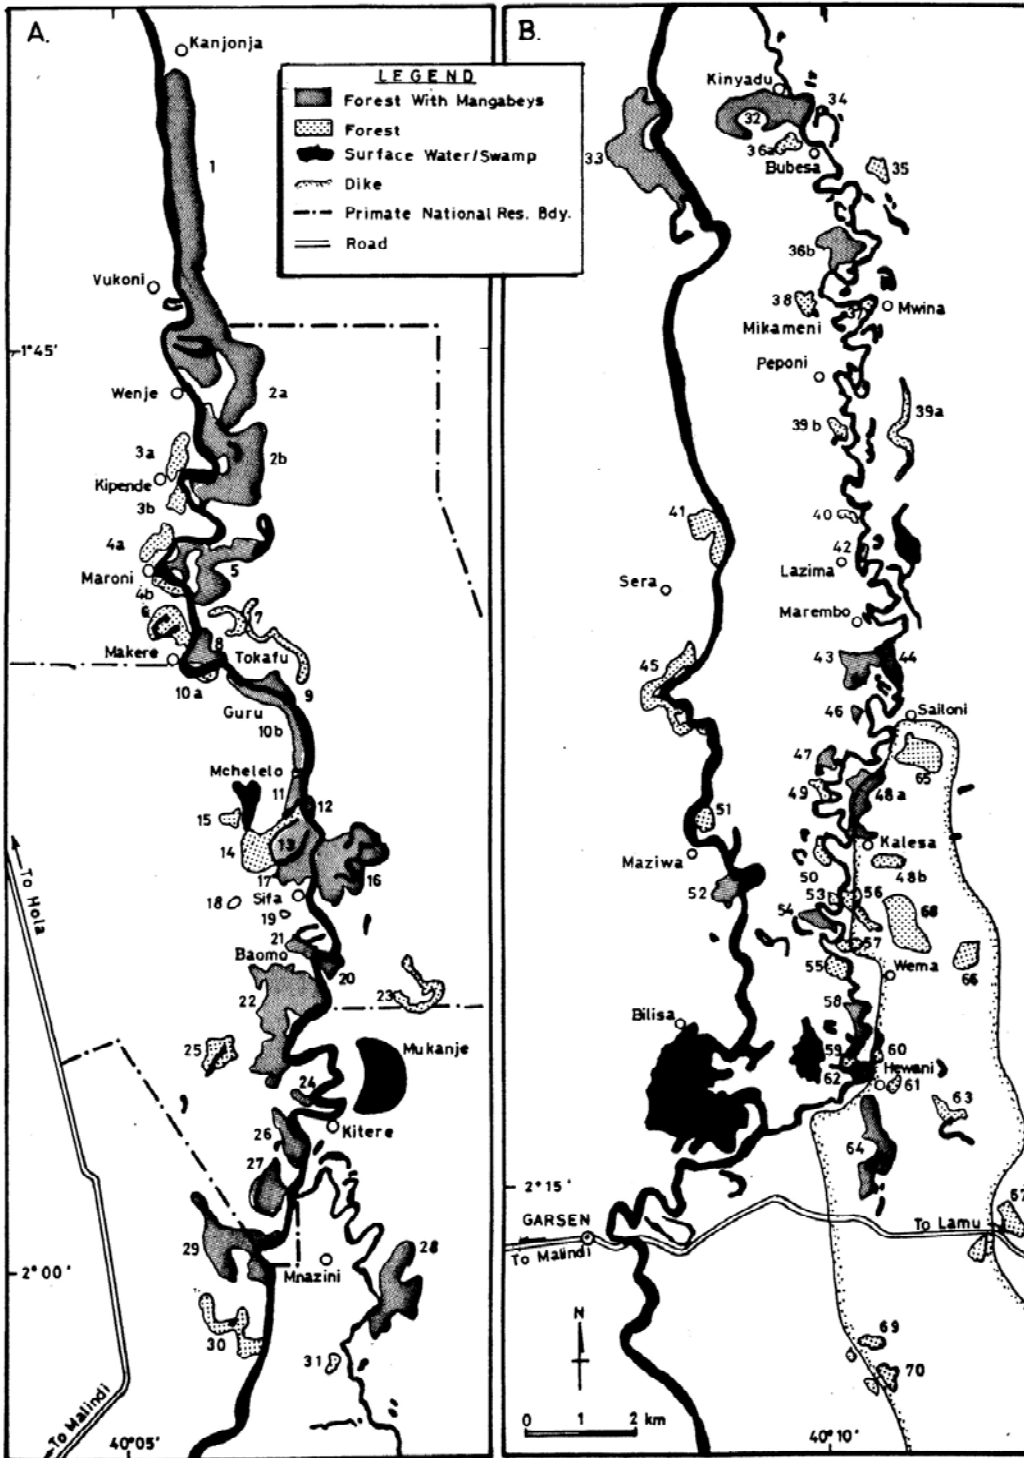 A.
Kanjonja
LEGEND
Forest With Mangabeys
Forest
Surface Water/Swamp
Dike
Primate National Res. Bdy.
Road
1
Vukoni
1°45'
Wenje
2a
3a
2b
Kipende
3b
4a
5
Maroni
4b
6
7
8
Makere
Tokafu
10a
9
Guru
10b
Mchelelo
11
12
15
14
13
17
16
18
Sifa
19
To Hola
21
Baomo
20
22
23
25
Mukanje
24
26
Kitere
27
29
28
2°00'
Mnazini
30
31
To Malindi
40°05'
B.
Kinyadu
34
32
33
36a
Bubesa
35
36b
38
37
Mwina
Mikameni
Peponi
39b
39a
41
40
42
Lazima
Sera
Marembo
43
44
45
46
Saitoni
47
65
49
48a
51
Kalesa
Maziwa
50
48b
52
53
56
54
68
57
55
Wema
66
58
Bilisa
59
60
Hewani
62
61
63
64
2°15'
67
GARSEN
To Lamu
To Malindi
N
69
70
0 1 2 km
40°10'